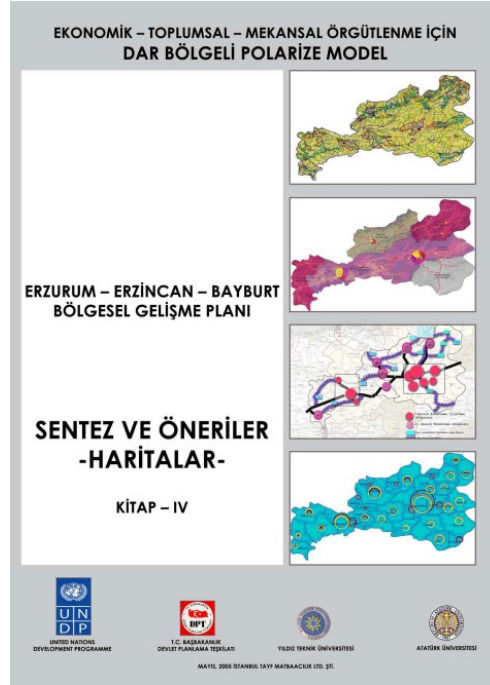 EKONOMİK – TOPLUMSAL – MEKANSAL ÖRGÜTLENME İÇİN
DAR BÖLGELİ POLARİZE MODEL
ERZURUM – ERZİNCAN – BAYBURT
BÖLGESEL GELİŞME PLANI
SENTEZ VE ÖNERİLER
-HARİTALAR-
KİTAP – IV
U N
D P
UNITED NATIONS
DEVELOPMENT PROGRAMME
DPT
T.C. BAŞBAKANLIK
DEVLET PLANLAMA TEŞKİLATI
YILDIZ TEKNİK ÜNİVERSİTESİ
ATATÜRK ÜNİVERSİTESİ
MAYIS, 2005 İSTANBUL TAYF MATBAACILIK LTD. ŞTİ.